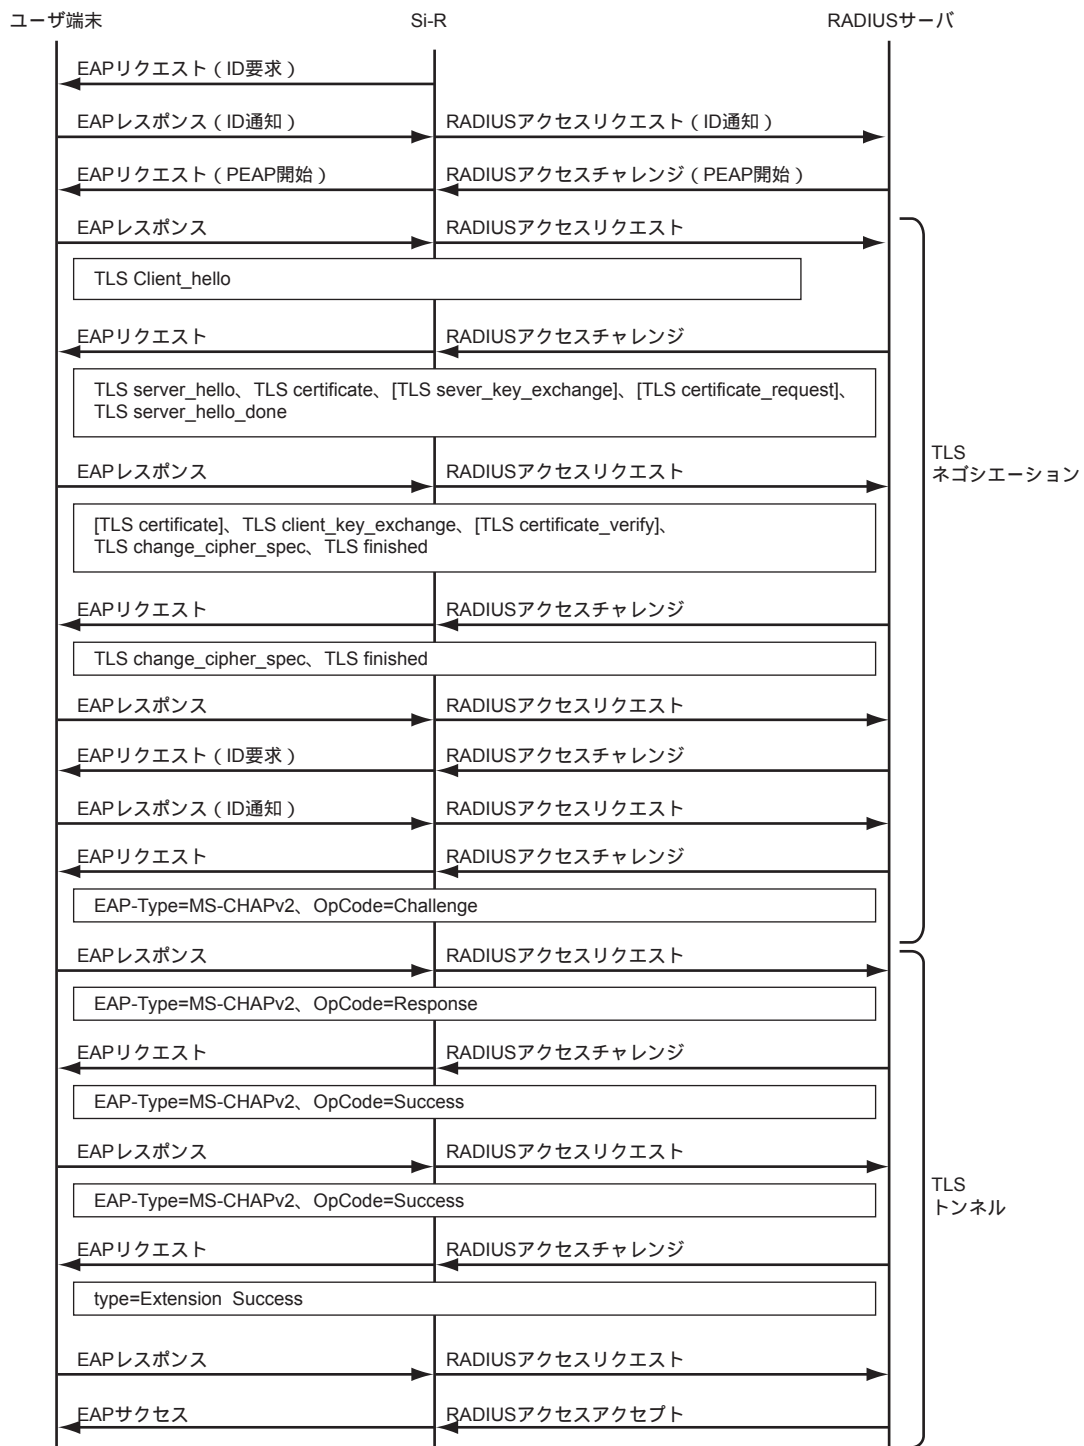 ユーザ端末
Si-R
RADIUSサーバ
EAPリクエスト（ID要求）
EAPレスポンス（ID通知）
RADIUSアクセスリクエスト（ID通知）
EAPリクエスト（PEAP開始）
RADIUSアクセスチャレンジ（PEAP開始）
EAPレスポンス
RADIUSアクセスリクエスト
TLS Client_hello
EAPリクエスト
RADIUSアクセスチャレンジ
TLS server_hello、TLS certificate、[TLS sever_key_exchange]、[TLS certificate_request]、
TLS server_hello_done
TLS
ネゴシエーション
EAPレスポンス
RADIUSアクセスリクエスト
[TLS certificate]、TLS client_key_exchange、[TLS certificate_verify]、
TLS change_cipher_spec、TLS finished
EAPリクエスト
RADIUSアクセスチャレンジ
TLS change_cipher_spec、TLS finished
EAPレスポンス
RADIUSアクセスリクエスト
EAPリクエスト（ID要求）
RADIUSアクセスチャレンジ
EAPレスポンス（ID通知）
RADIUSアクセスリクエスト
EAPリクエスト
RADIUSアクセスチャレンジ
EAP-Type=MS-CHAPv2、OpCode=Challenge
EAPレスポンス
RADIUSアクセスリクエスト
EAP-Type=MS-CHAPv2、OpCode=Response
EAPリクエスト
RADIUSアクセスチャレンジ
EAP-Type=MS-CHAPv2、OpCode=Success
EAPレスポンス
RADIUSアクセスリクエスト
EAP-Type=MS-CHAPv2、OpCode=Success
TLS
トンネル
EAPリクエスト
RADIUSアクセスチャレンジ
type=Extension Success
EAPレスポンス
RADIUSアクセスリクエスト
EAPサクセス
RADIUSアクセスアクセプト